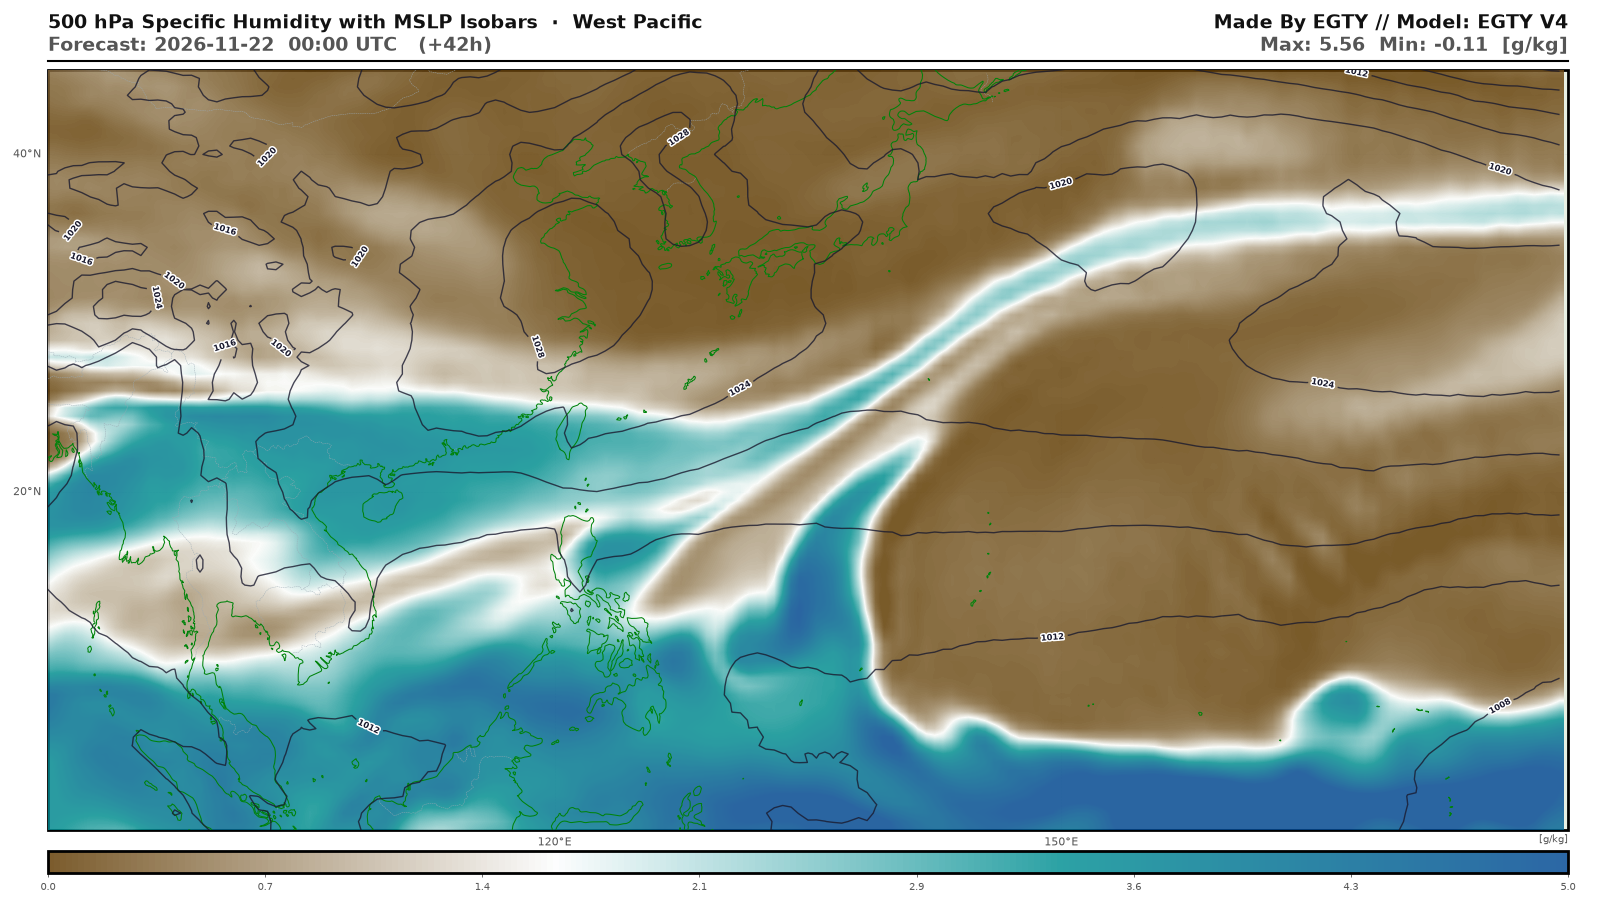 500 hPa Specific Humidity with MSLP Isobars · West Pacific
Made By EGTY // Model: EGTY V4
Forecast: 2026-11-22 00:00 UTC (+42h)
Max: 5.56 Min: -0.11 [g/kg]
1012
1028
40°N
1020
1020
1020
1020
1016
1020
1016
1020
1024
1016
1020
1028
1024
1024
20°N
1012
1008
1012
120°E
150°E
[g/kg]
0.0 0.7 1.4 2.1 2.9 3.6 4.3 5.0